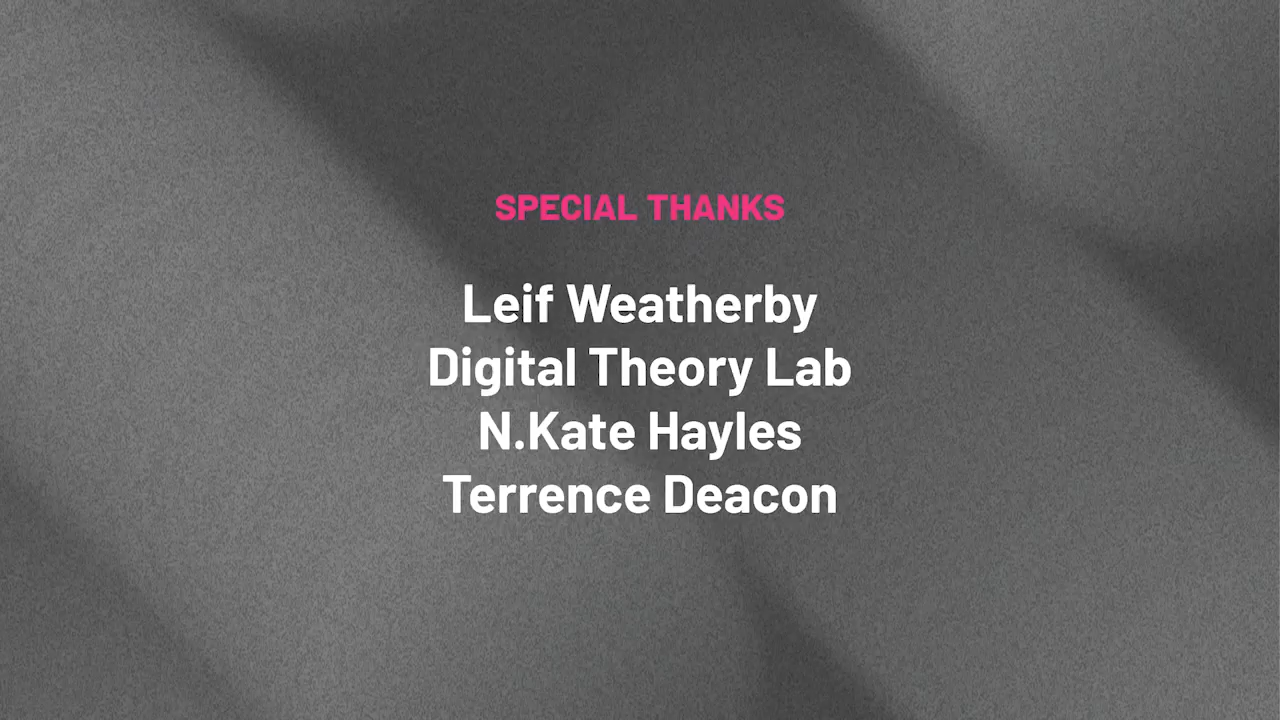 SPECIAL THANKS
Leif Weatherby
Digital Theory Lab
N.Kate Hayles
Terrence Deacon